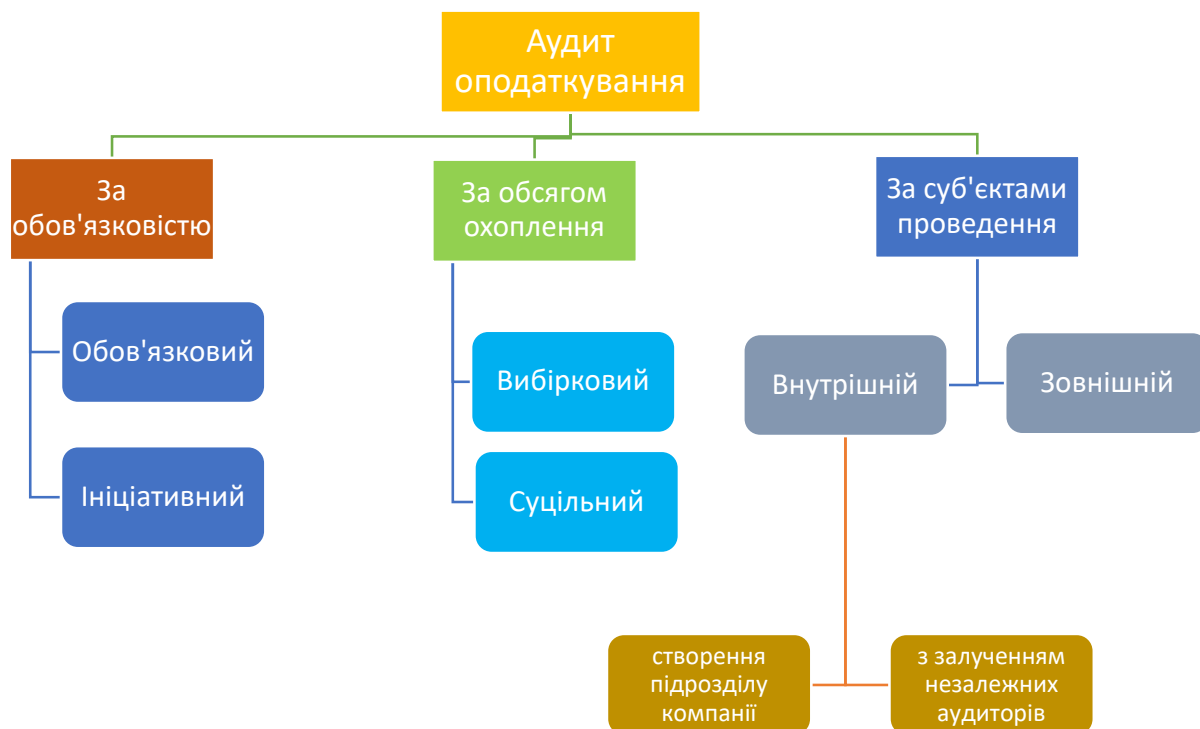 Аудит
оподаткування
За
обов'язковістю
За обсягом
охоплення
За суб'єктами
проведення
Обов'язковий
Ініціативний
Вибірковий
Суцільний
Внутрішній
Зовнішній
створення
підрозділу
компанії
з залученням
незалежних
аудиторів